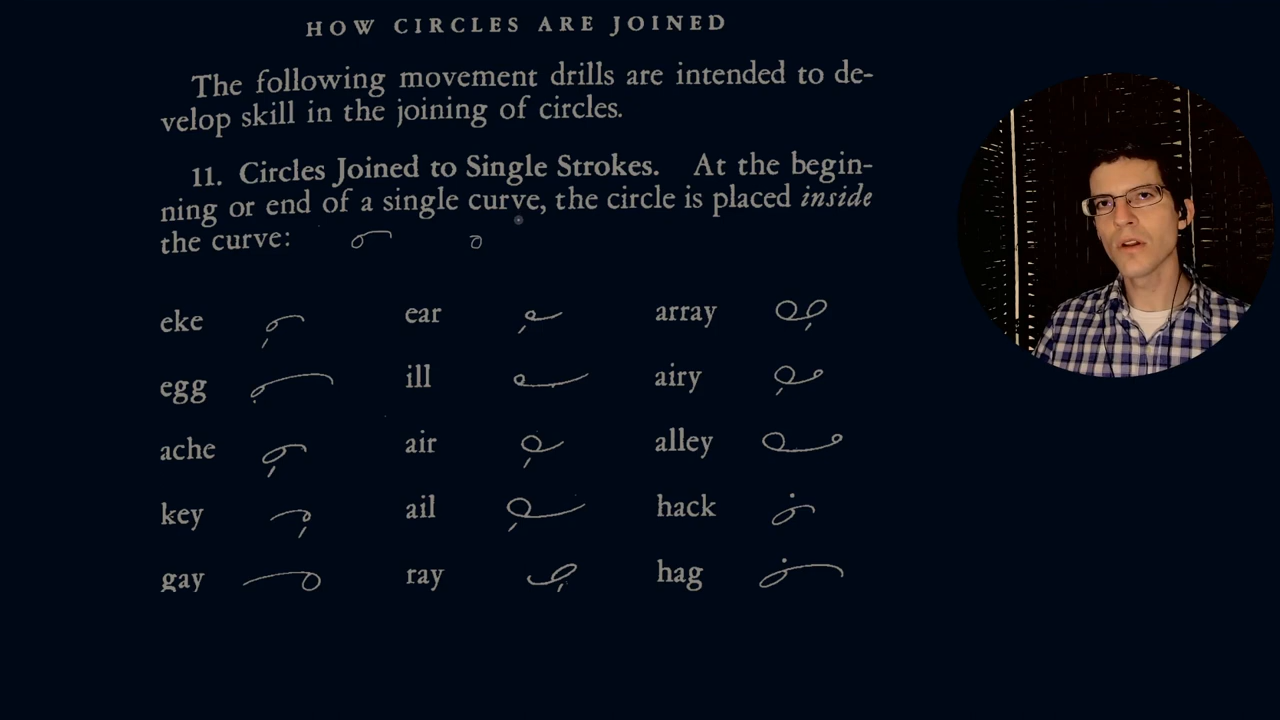 HOW CIRCLES ARE JOINED
The following movement drills are intended to de-
velop skill in the joining of circles.
11. Circles Joined to Single Strokes. At the begin-
ning or end of a single curve, the circle is placed inside
the curve:
eke ear array
egg ill airy
ache air alley
key ail hack
gay ray hag